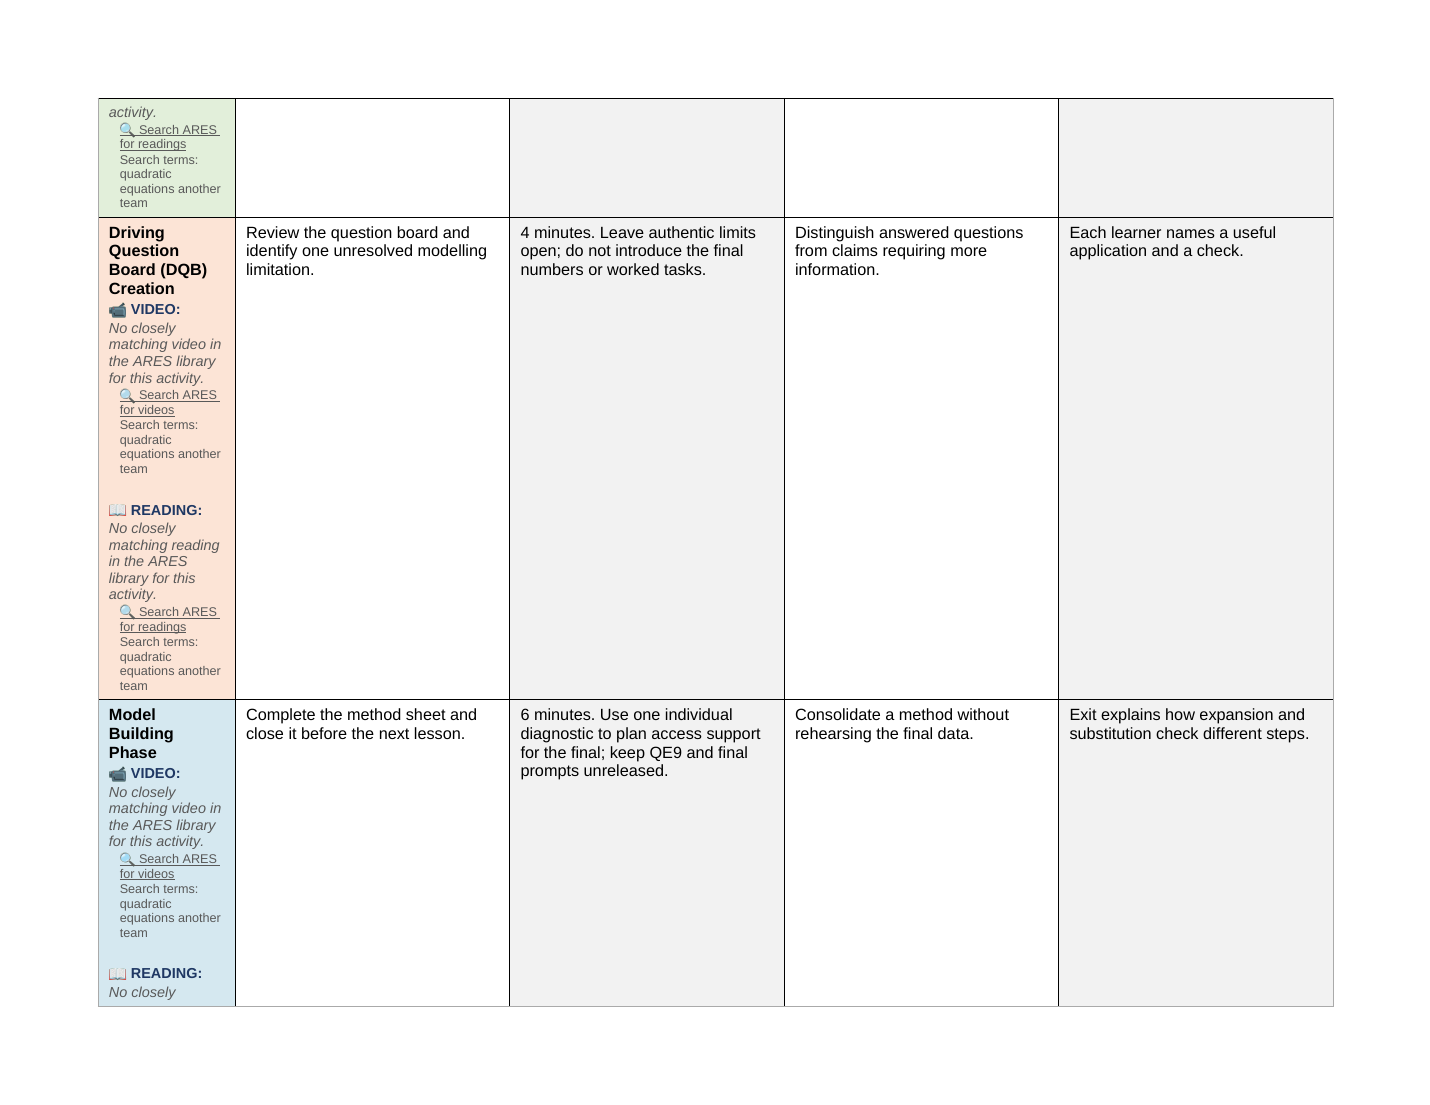 activity.
🔍 Search ARES
for readings
Search terms:
quadratic
equations another
team
Driving
Question
Board (DQB)
Creation
📹 VIDEO:
No closely
matching video in
the ARES library
for this activity.
🔍 Search ARES
for videos
Search terms:
quadratic
equations another
team
📖 READING:
No closely
matching reading
in the ARES
library for this
activity.
🔍 Search ARES
for readings
Search terms:
quadratic
equations another
team
Review the question board and
identify one unresolved modelling
limitation.
4 minutes. Leave authentic limits
open; do not introduce the final
numbers or worked tasks.
Distinguish answered questions
from claims requiring more
information.
Each learner names a useful
application and a check.
Model
Building
Phase
📹 VIDEO:
No closely
matching video in
the ARES library
for this activity.
🔍 Search ARES
for videos
Search terms:
quadratic
equations another
team
📖 READING:
No closely
Complete the method sheet and
close it before the next lesson.
6 minutes. Use one individual
diagnostic to plan access support
for the final; keep QE9 and final
prompts unreleased.
Consolidate a method without
rehearsing the final data.
Exit explains how expansion and
substitution check different steps.